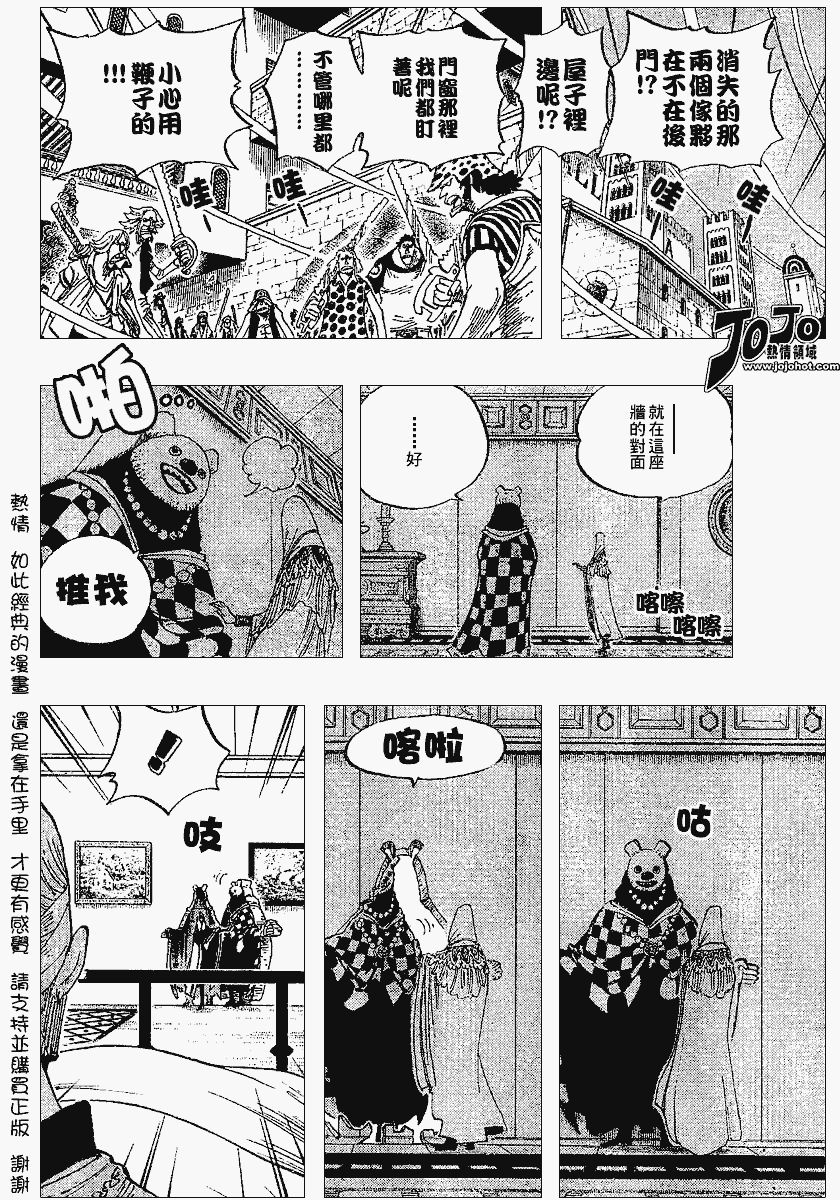 消失的那
兩個傢夥
在不在後
門!?
屋子裡
邊呢!?
門窗那裡
我們都盯
著呢
不管哪里都
…………
小心用
鞭子的
!!!
哇
哇
哇
哇
JOJO
熱情領域
www.jojohot.com
就在這座
牆的對面
……好
喀嚓
喀嚓
啪
推我
咕
喀啦
!
吱
熱情 如此經典的漫畫 還是拿在手里 才更有感覺 請支持並購買正版 謝謝